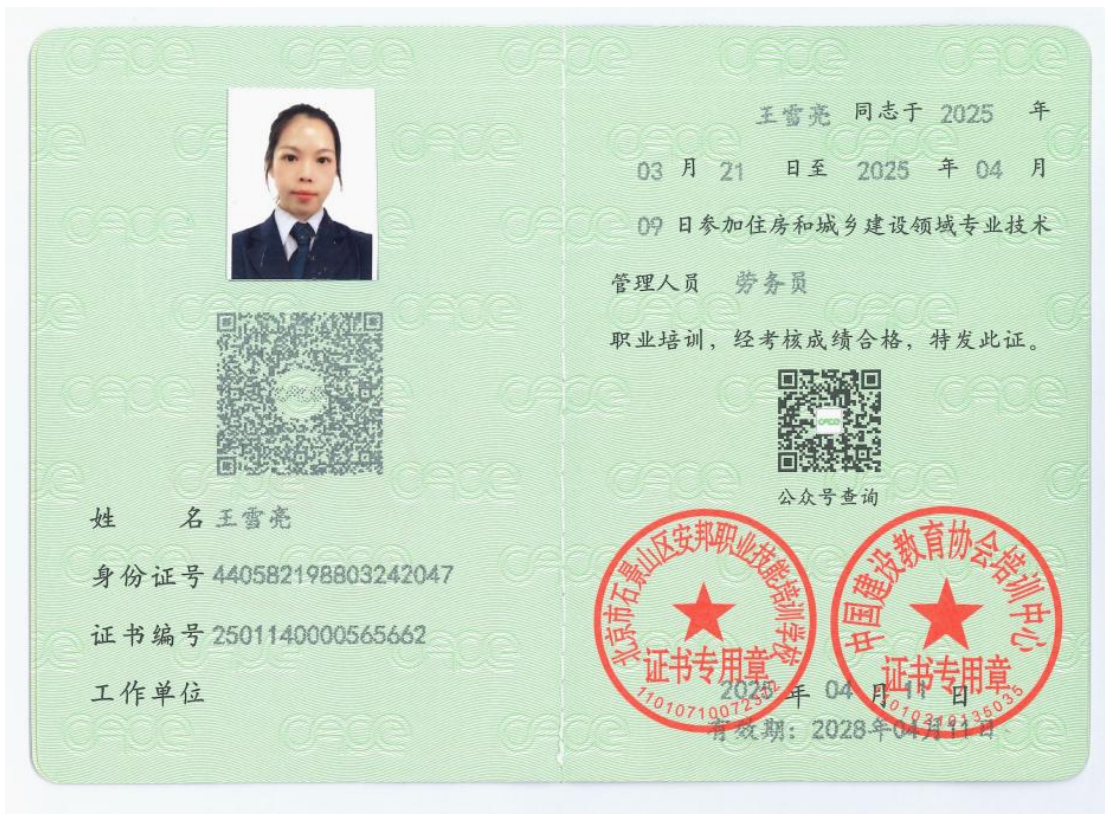 姓 名 王雪亮
身份证号 440582198803242047
证书编号 2501140000565662
工作单位
王雪亮 同志于 2025 年
03 月 21 日至 2025 年 04 月
09 日参加住房和城乡建设领域专业技术
管理人员 劳务员
职业培训，经考核成绩合格，特发此证。
公众号查询
北京市石景山区安邦职业技能培训学校
证书专用章
中国建设教育协会培训中心
证书专用章
2025 年 04 月 11 日
有效期：2028年04月11日